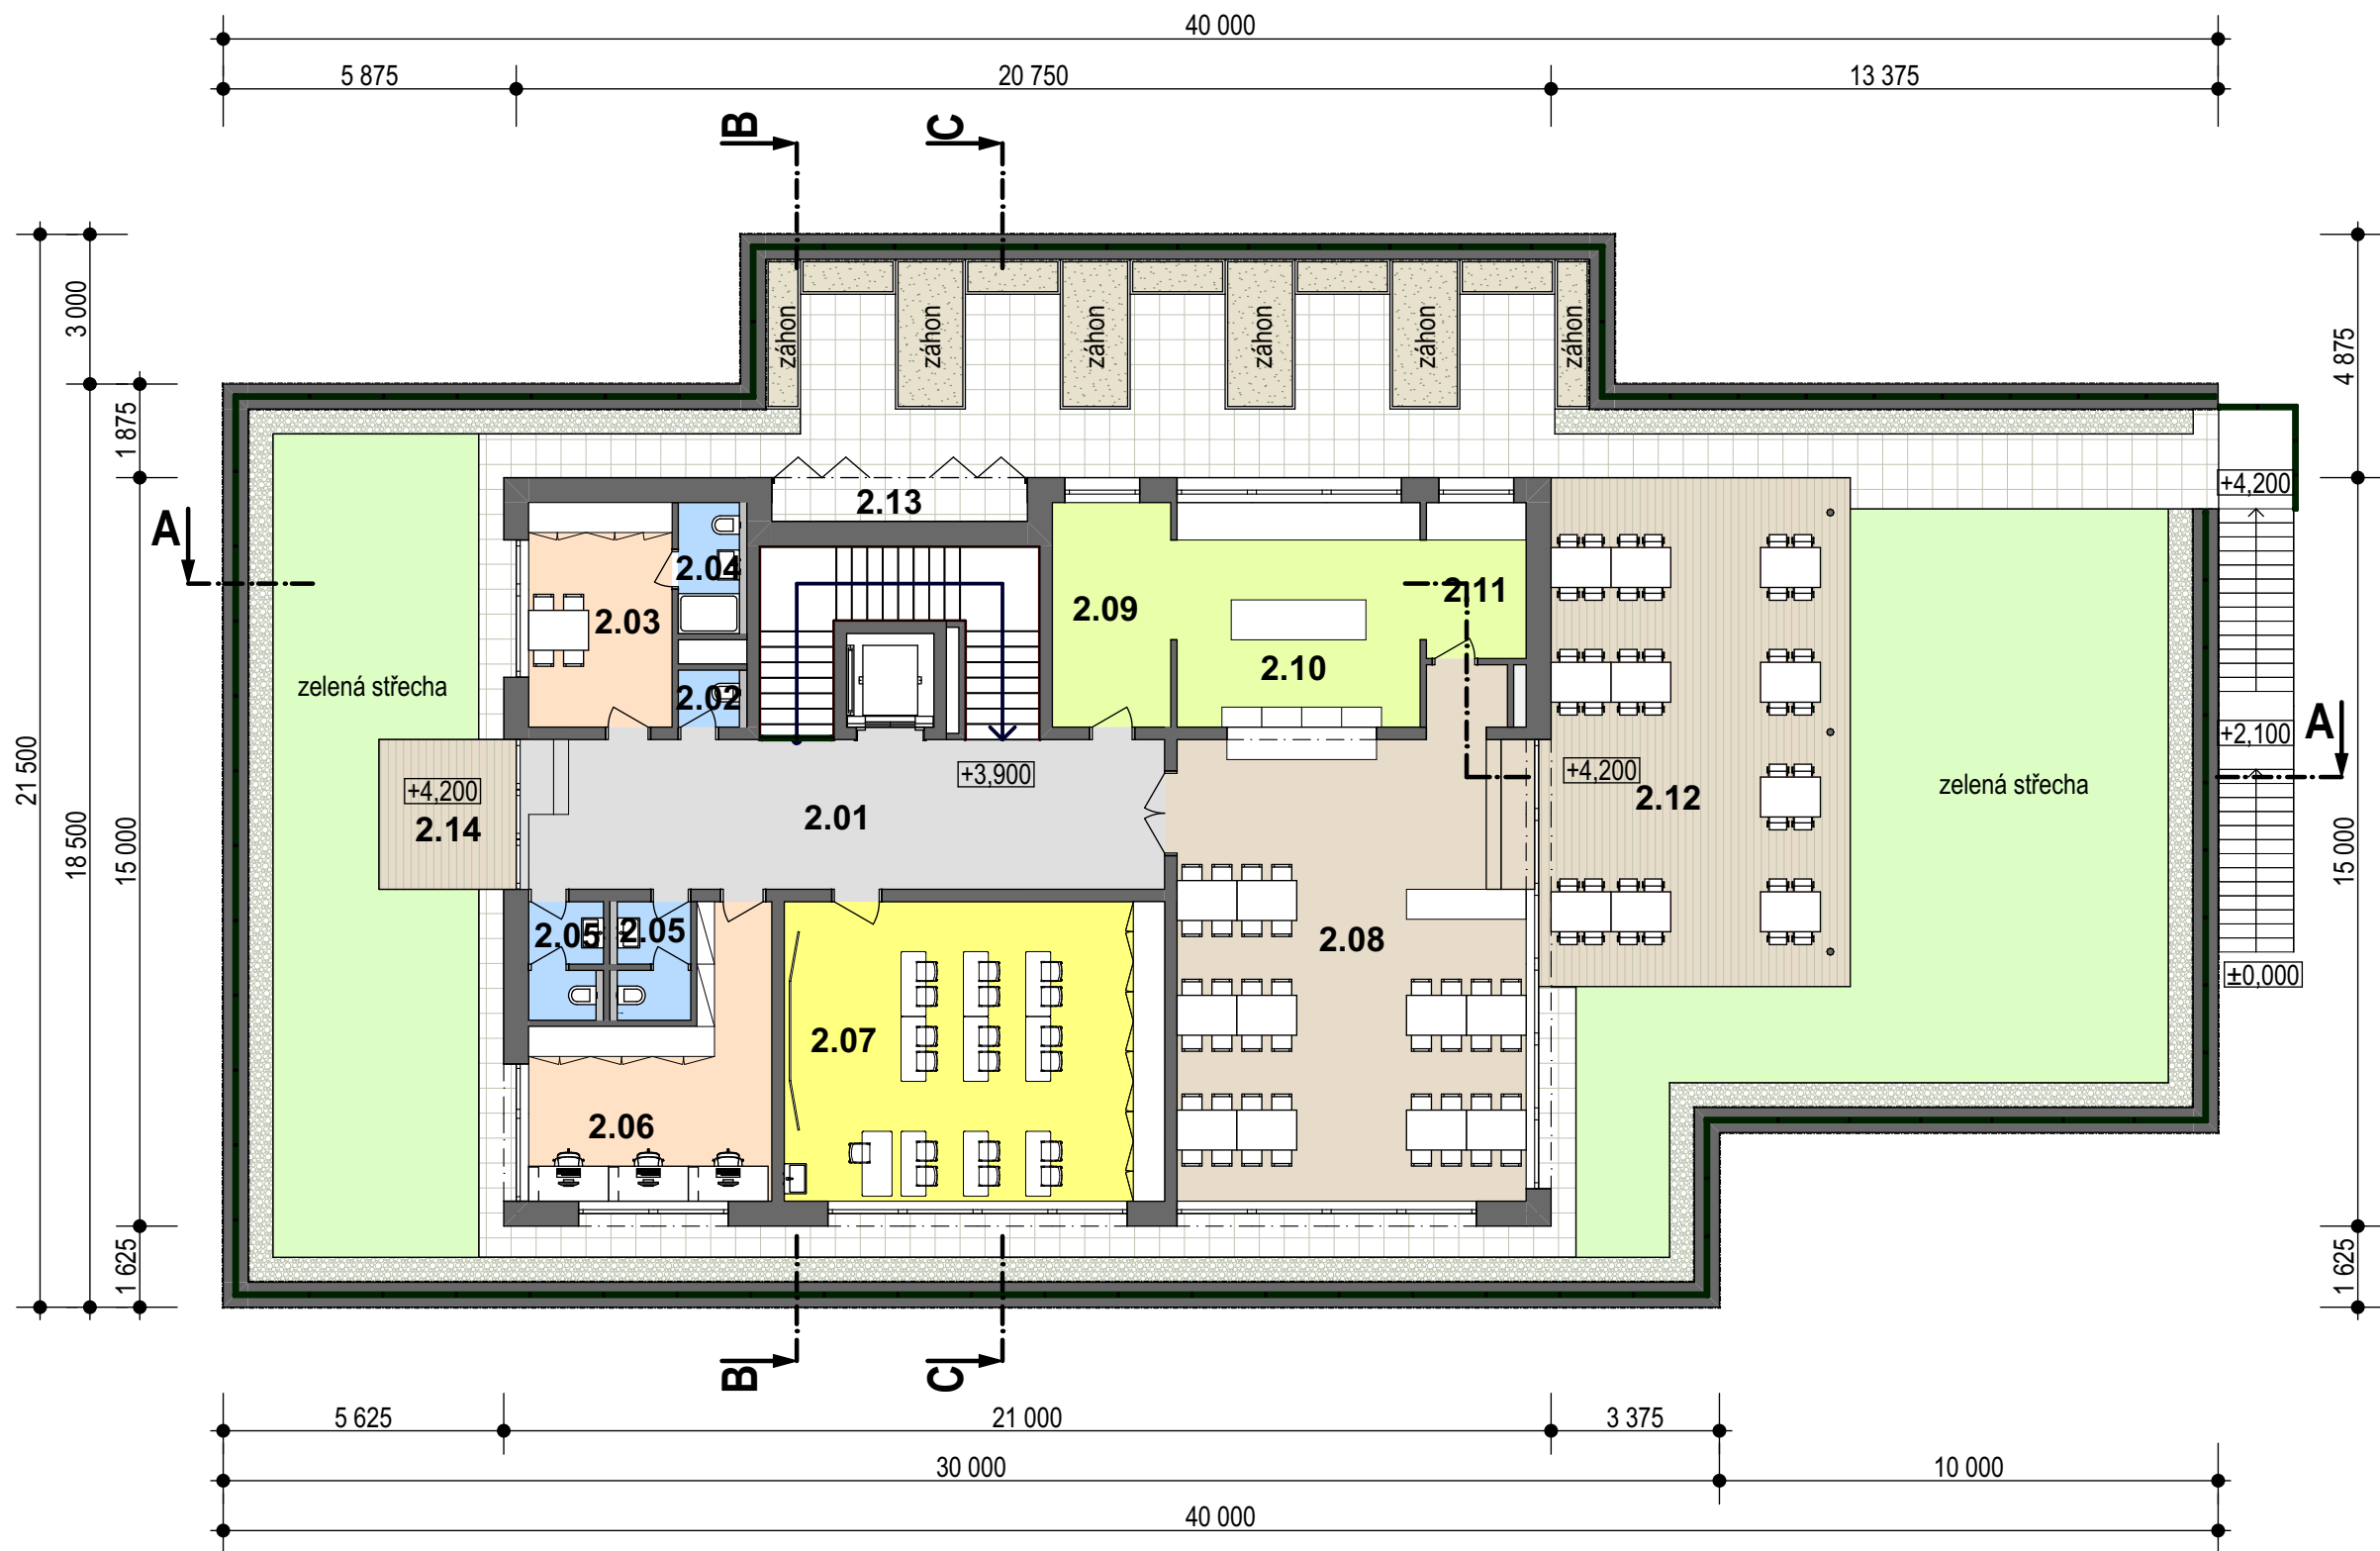 40 000
5 875
20 750
13 375
B
C
3 000
4 875
záhon
záhon
záhon
záhon
záhon
záhon
1 875
+4,200
2.13
A
2.04
2.11
2.09
2.03
2.10
2.02
zelená střecha
+2,100
A
21 500
+3,900
+4,200
+4,200
zelená střecha
2.12
2.14
2.01
18 500
15 000
15 000
2.05
2.05
2.08
±0,000
2.07
2.06
1 625
1 625
B
C
5 625
21 000
3 375
30 000
10 000
40 000